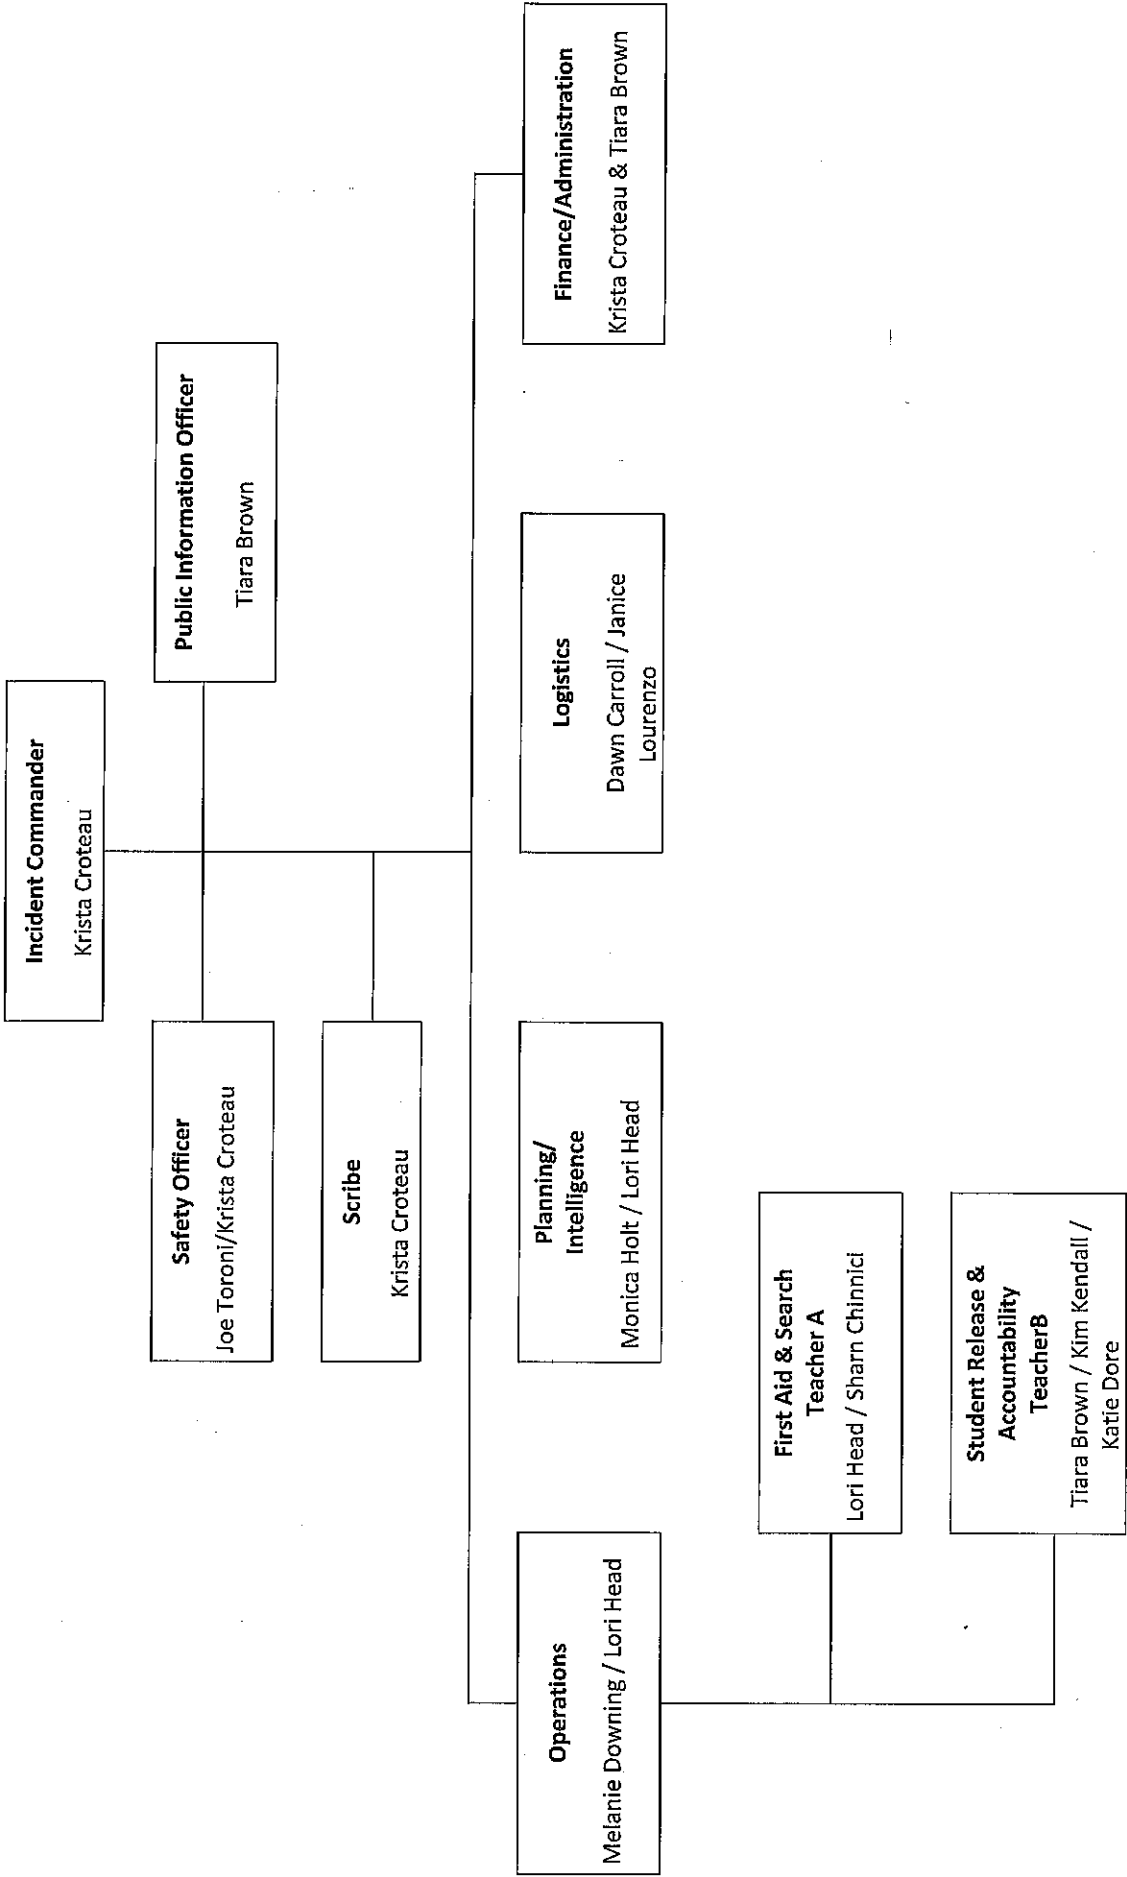 Incident Commander
Krista Croteau
Safety Officer
Joe Toroni/Krista Croteau
Public Information Officer
Tiara Brown
Scribe
Krista Croteau
Operations
Melanie Downing / Lori Head
Planning/
Intelligence
Monica Holt / Lori Head
Logistics
Dawn Carroll / Janice
Lourenzo
Finance/Administration
Krista Croteau & Tiara Brown
First Aid & Search
Teacher A
Lori Head / Sharn Chinnici
Student Release &
Accountability
TeacherB
Tiara Brown / Kim Kendall /
Katie Dore